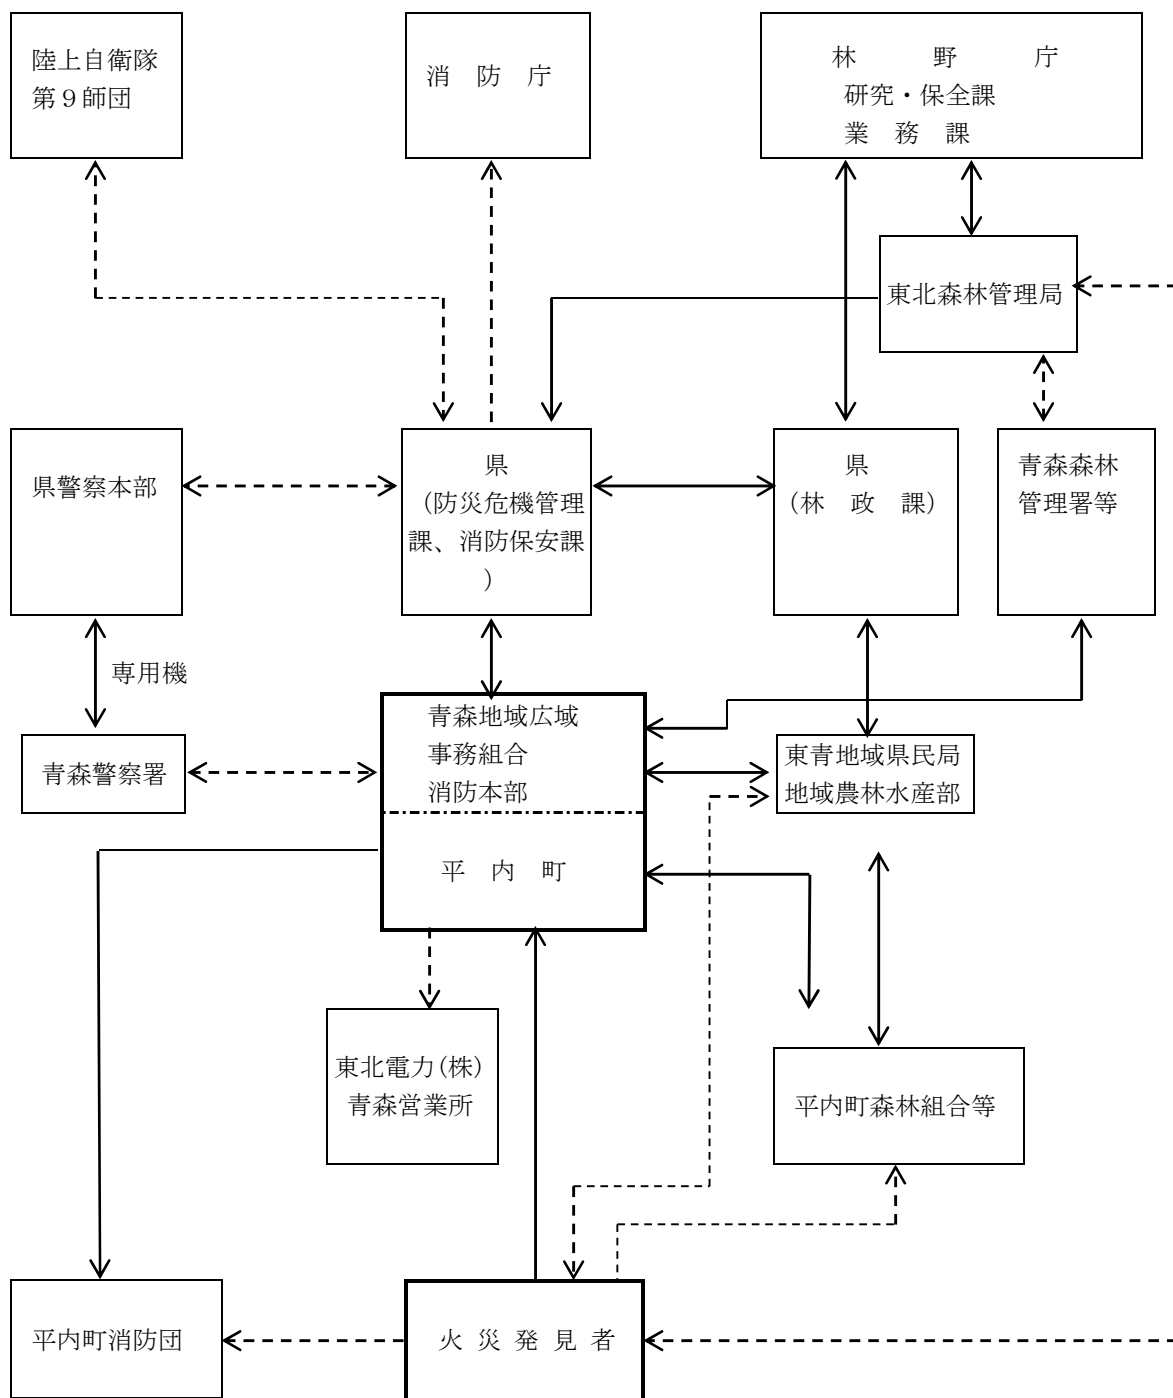 陸上自衛隊
第９師団
消　防　庁
林　　　野　　　庁
研究・保全課
業　務　課
東北森林管理局
県警察本部
県
（防災危機管理
課、消防保安課
）
県
（林　政　課）
青森森林
管理署等
専用機
青森警察署
青森地域広域
事務組合
消防本部
平　内　町
東青地域県民局
地域農林水産部
東北電力(株)
青森営業所
平内町森林組合等
平内町消防団
火 災 発 見 者